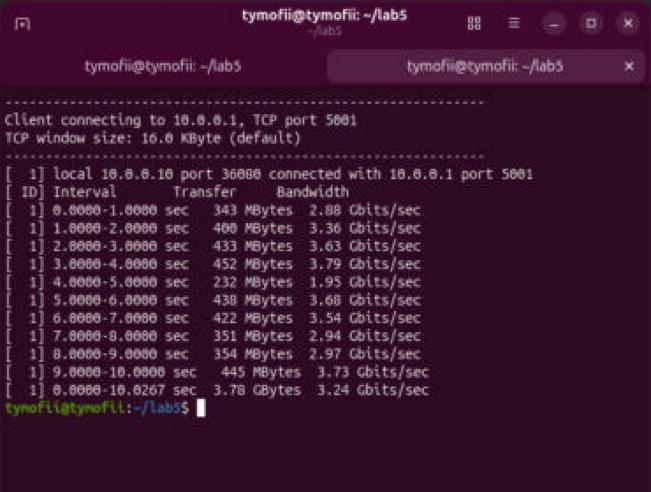 tymofii@tymofii: ~/lab5
~/lab5
tymofii@tymofii: ~/lab5 tymofii@tymofii: ~/lab5
------------------------------------------------------------
Client connecting to 10.0.0.1, TCP port 5001
TCP window size: 16.0 KByte (default)
------------------------------------------------------------
[  1] local 10.0.0.10 port 36080 connected with 10.0.0.1 port 5001
[ ID] Interval       Transfer     Bandwidth
[  1] 0.0000-1.0000 sec   343 MBytes  2.88 Gbits/sec
[  1] 1.0000-2.0000 sec   400 MBytes  3.36 Gbits/sec
[  1] 2.0000-3.0000 sec   433 MBytes  3.63 Gbits/sec
[  1] 3.0000-4.0000 sec   452 MBytes  3.79 Gbits/sec
[  1] 4.0000-5.0000 sec   232 MBytes  1.95 Gbits/sec
[  1] 5.0000-6.0000 sec   438 MBytes  3.68 Gbits/sec
[  1] 6.0000-7.0000 sec   422 MBytes  3.54 Gbits/sec
[  1] 7.0000-8.0000 sec   351 MBytes  2.94 Gbits/sec
[  1] 8.0000-9.0000 sec   354 MBytes  2.97 Gbits/sec
[  1] 9.0000-10.0000 sec   445 MBytes  3.73 Gbits/sec
[  1] 0.0000-10.0267 sec  3.78 GBytes  3.24 Gbits/sec
tymofii@tymofii:~/lab5$